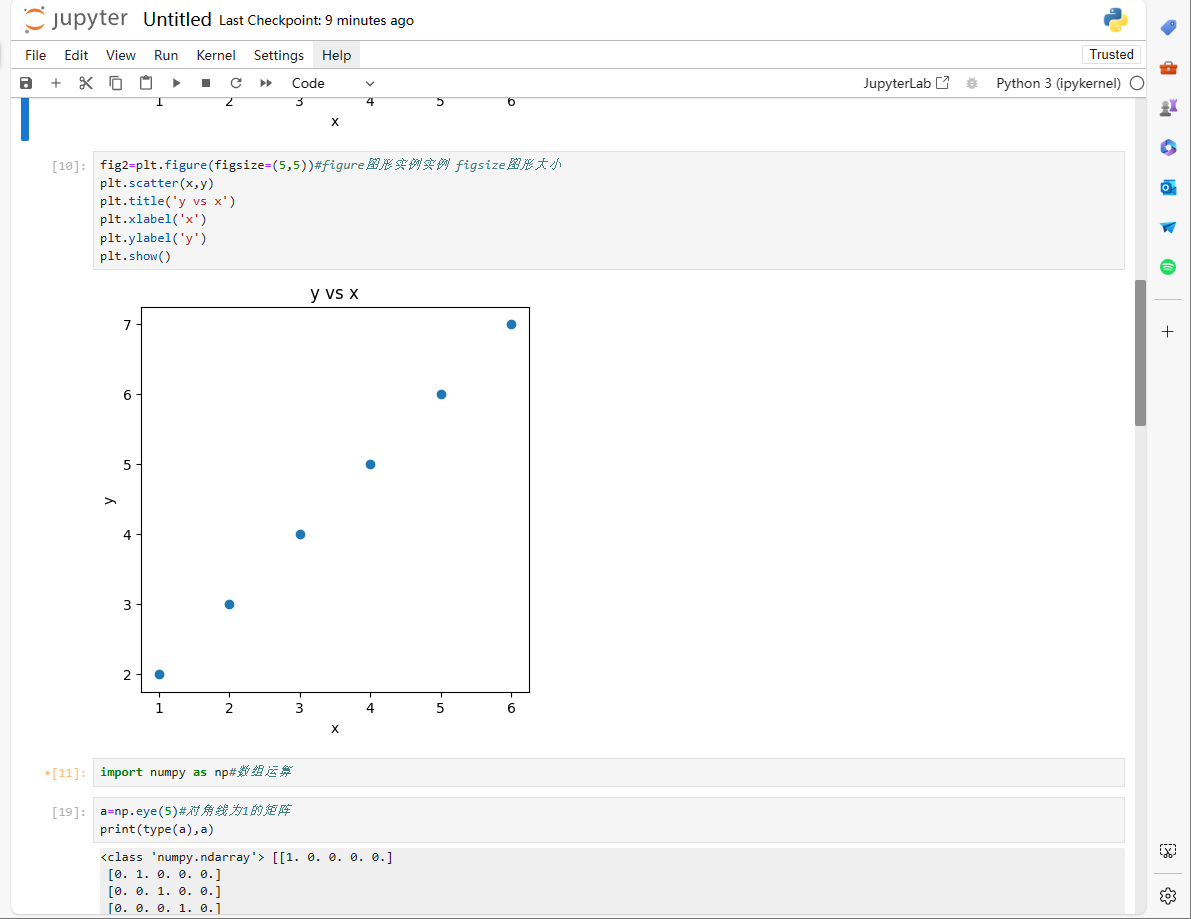 jupyter Untitled Last Checkpoint: 9 minutes ago
File Edit View Run Kernel Settings Help Trusted
Code JupyterLab Python 3 (ipykernel)
1 2 3 4 5 6
x
[10]: fig2=plt.figure(figsize=(5,5))#figure图形实例实例 figsize图形大小
plt.scatter(x,y)
plt.title('y vs x')
plt.xlabel('x')
plt.ylabel('y')
plt.show()
y vs x
7
6
5
y
4
3
2
1 2 3 4 5 6
x
•[11]: import numpy as np#数组运算
[19]: a=np.eye(5)#对角线为1的矩阵
print(type(a),a)
<class 'numpy.ndarray'> [[1. 0. 0. 0. 0.]
[0. 1. 0. 0. 0.]
[0. 0. 1. 0. 0.]
[0. 0. 0. 1. 0.]